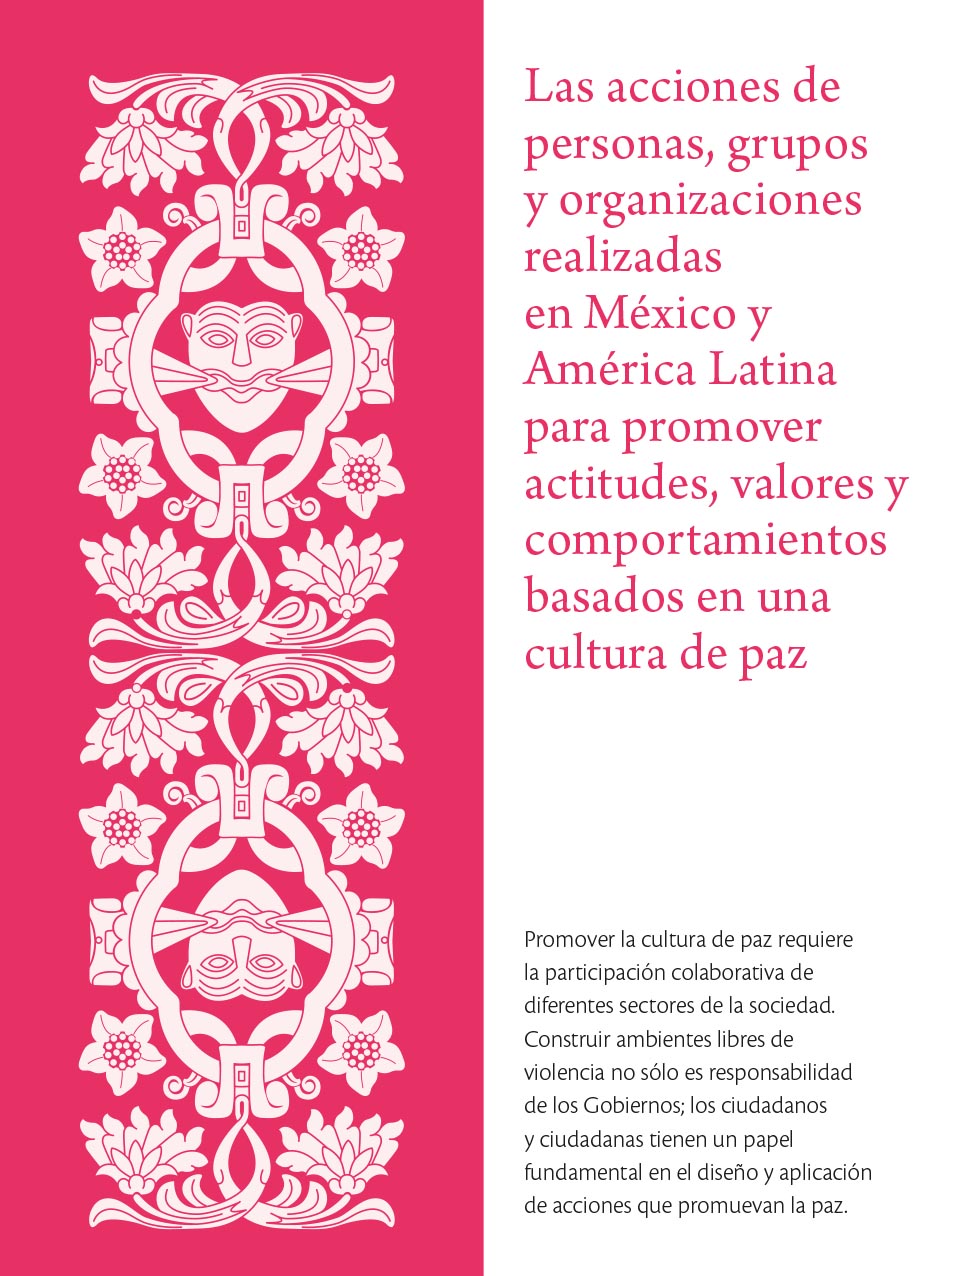 Las acciones de
personas, grupos
y organizaciones
realizadas
en México y
América Latina
para promover
actitudes, valores y
comportamientos
basados en una
cultura de paz
Promover la cultura de paz requiere
la participación colaborativa de
diferentes sectores de la sociedad.
Construir ambientes libres de
violencia no sólo es responsabilidad
de los Gobiernos; los ciudadanos
y ciudadanas tienen un papel
fundamental en el diseño y aplicación
de acciones que promuevan la paz.